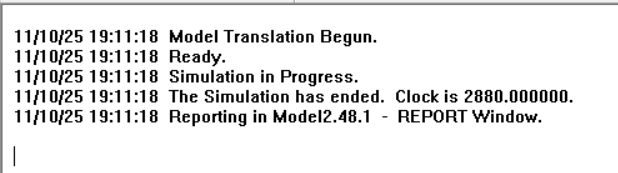 11/10/25 19:11:18 Model Translation Begun.
11/10/25 19:11:18 Ready.
11/10/25 19:11:18 Simulation in Progress.
11/10/25 19:11:18 The Simulation has ended. Clock is 2880.000000.
11/10/25 19:11:18 Reporting in Model2.48.1 - REPORT Window.